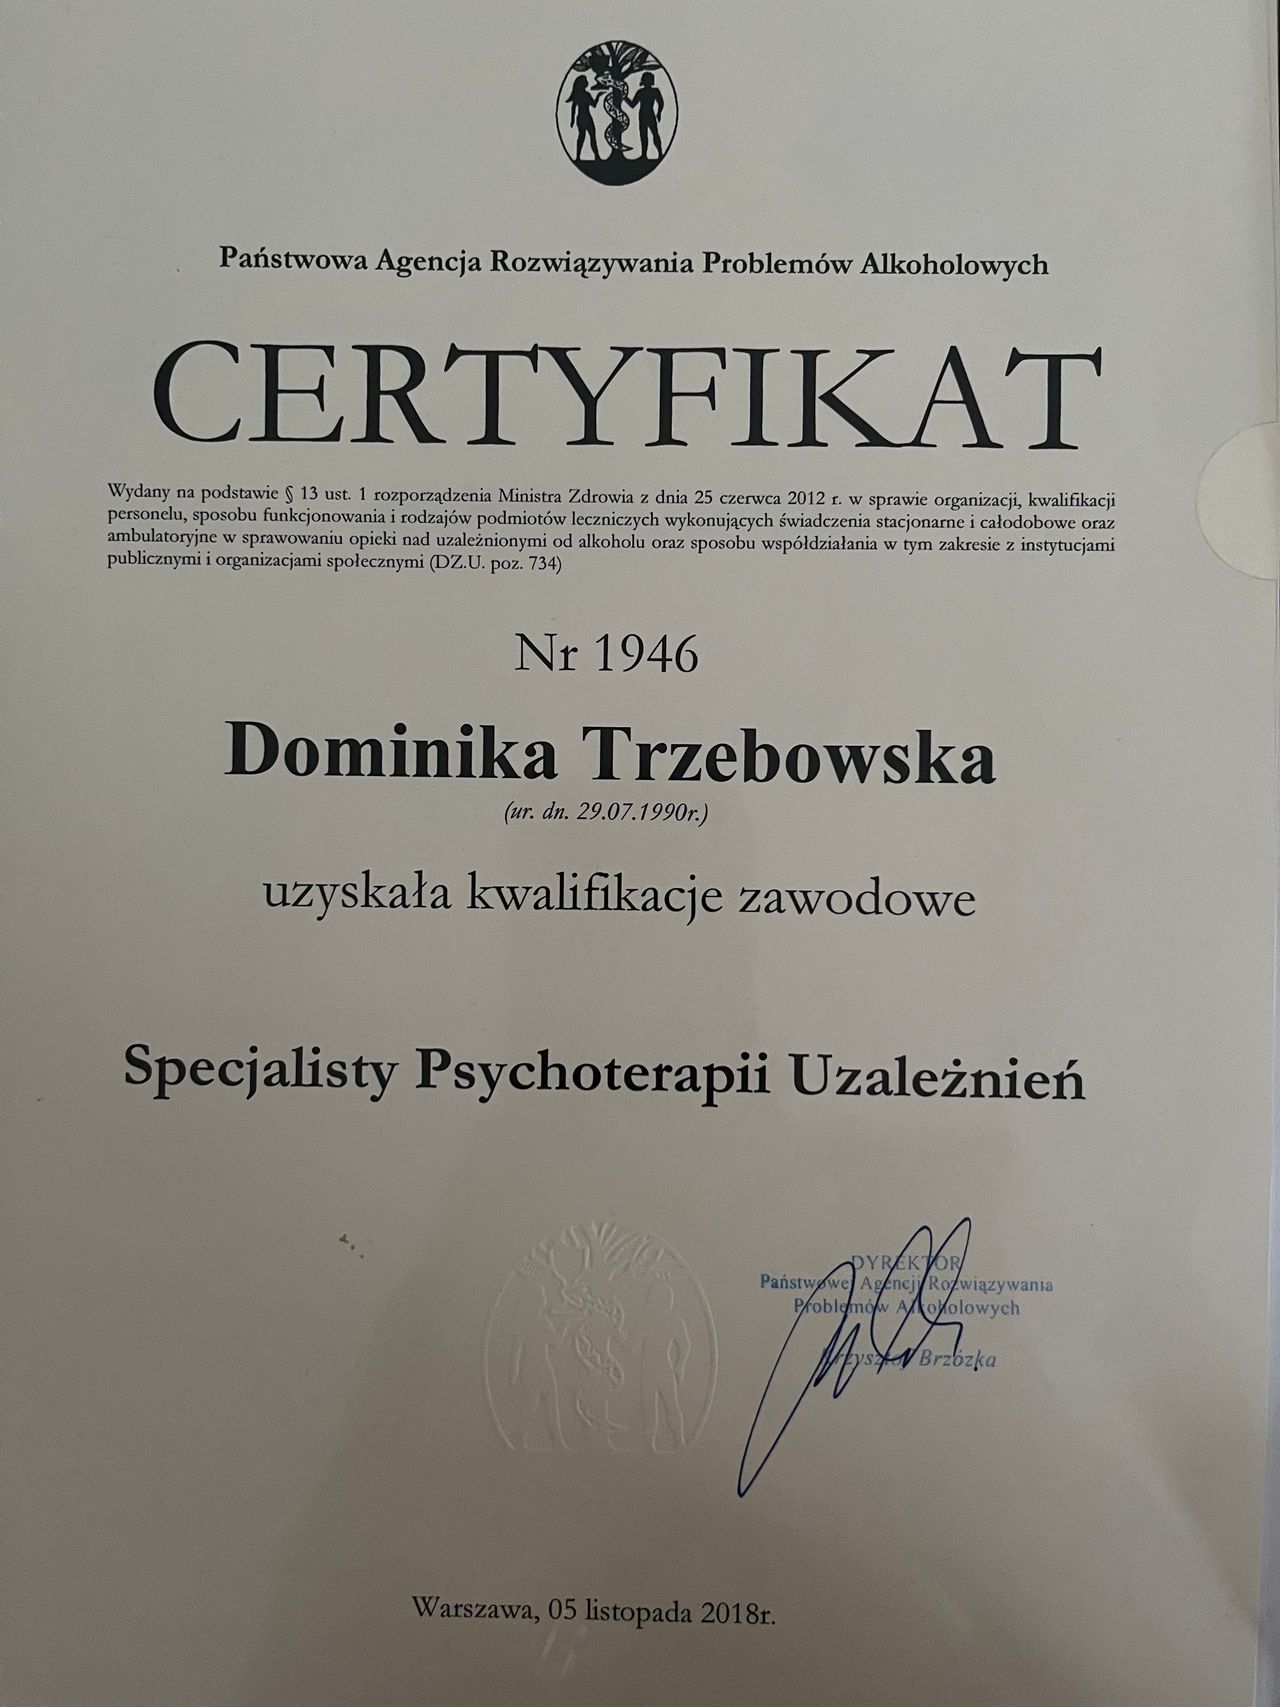 Państwowa Agencja Rozwiązywania Problemów Alkoholowych
CERTYFIKAT
Wydany na podstawie § 13 ust. 1 rozporządzenia Ministra Zdrowia z dnia 25 czerwca 2012 r. w sprawie organizacji, kwalifikacji
personelu, sposobu funkcjonowania i rodzajów podmiotów leczniczych wykonujących świadczenia stacjonarne i całodobowe oraz
ambulatoryjne w sprawowaniu opieki nad uzależnionymi od alkoholu oraz sposobu współdziałania w tym zakresie z instytucjami
publicznymi i organizacjami społecznymi (DZ.U. poz. 734)
Nr 1946
Dominika Trzebowska
(ur. dn. 29.07.1990r.)
uzyskała kwalifikacje zawodowe
Specjalisty Psychoterapii Uzależnień
DYREKTOR
Państwowej Agencji Rozwiązywania
Problemów Alkoholowych
Brzózka
Warszawa, 05 listopada 2018r.